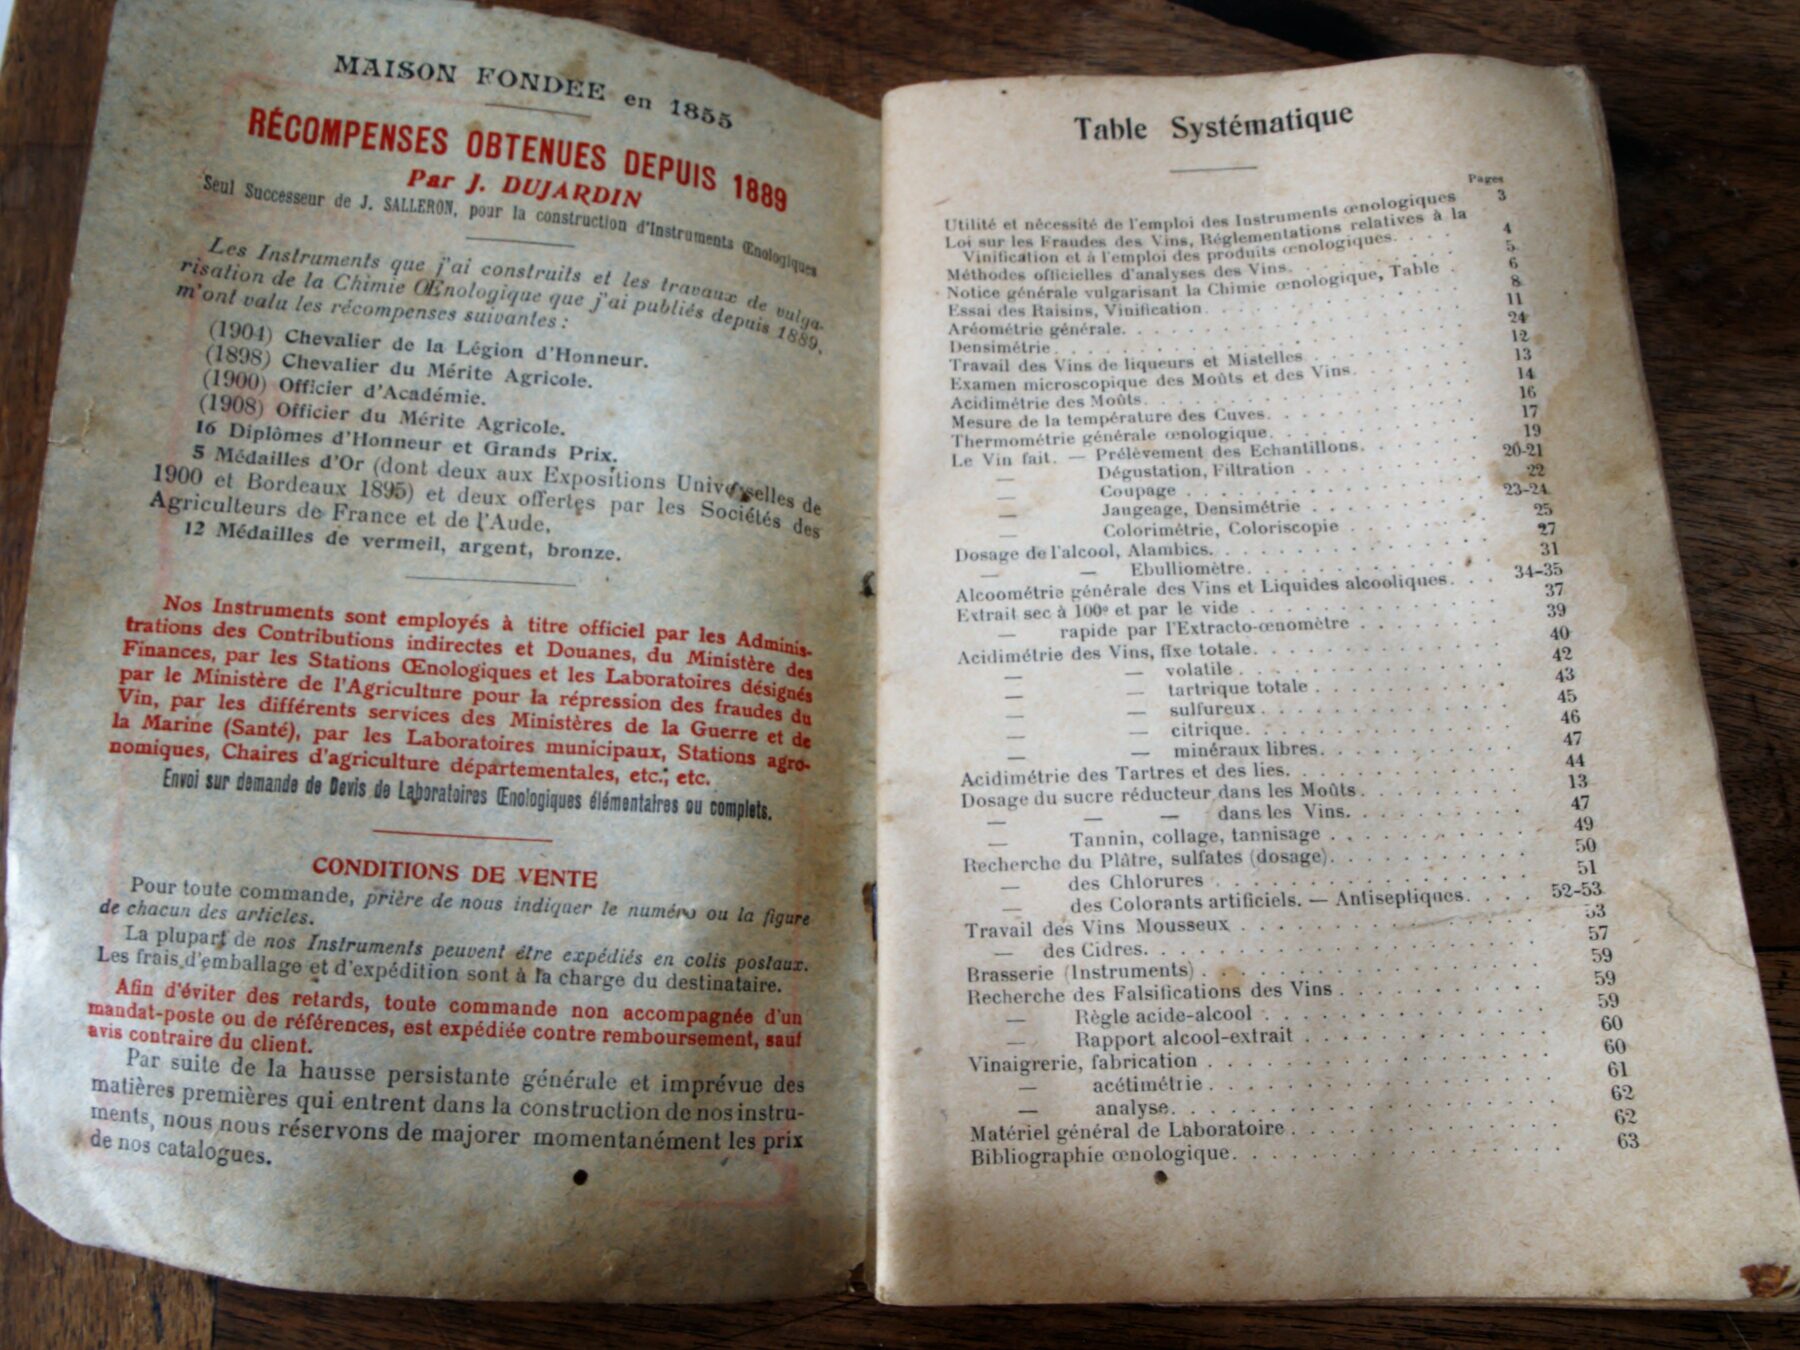 MAISON FONDEE en 1855
RÉCOMPENSES OBTENUES DEPUIS 1889
Par J. DUJARDIN
Seul Successeur de J. SALLERON, pour la construction d'Instruments Œnologiques
Les Instruments que j'ai construits et les travaux de vulga-
risation de la Chimie Œnologique que j'ai publiés depuis 1889,
m'ont valu les récompenses suivantes :
(1904) Chevalier de la Légion d'Honneur.
(1898) Chevalier du Mérite Agricole.
(1900) Officier d'Académie.
(1908) Officier du Mérite Agricole.
16 Diplômes d'Honneur et Grands Prix.
5 Médailles d'Or (dont deux aux Expositions Universelles de
1900 et Bordeaux 1895) et deux offertes par les Sociétés des
Agriculteurs de France et de l'Aude.
12 Médailles de vermeil, argent, bronze.
Nos Instruments sont employés à titre officiel par les Adminis-
trations des Contributions indirectes et Douanes, du Ministère des
Finances, par les Stations Œnologiques et les Laboratoires désignés
par le Ministère de l'Agriculture pour la répression des fraudes du
Vin, par les différents services des Ministères de la Guerre et de
la Marine (Santé), par les Laboratoires municipaux, Stations agro-
nomiques, Chaires d'agriculture départementales, etc., etc.
Envoi sur demande de Devis de Laboratoires Œnologiques élémentaires ou complets.
CONDITIONS DE VENTE
Pour toute commande, prière de nous indiquer le numéro ou la figure
de chacun des articles.
La plupart de nos Instruments peuvent être expédiés en colis postaux.
Les frais d'emballage et d'expédition sont à la charge du destinataire.
Afin d'éviter des retards, toute commande non accompagnée d'un
mandat-poste ou de références, est expédiée contre remboursement, sauf
avis contraire du client.
Par suite de la hausse persistante générale et imprévue des
matières premières qui entrent dans la construction de nos instru-
ments, nous nous réservons de majorer momentanément les prix
de nos catalogues.
Table Systématique
Pages
Utilité et nécessité de l'emploi des Instruments œnologiques 3
Loi sur les Fraudes des Vins, Réglementations relatives à la
Vinification et à l'emploi des produits œnologiques. . . . . 4
Méthodes officielles d'analyses des Vins. . . . . . . . . 5
Notice générale vulgarisant la Chimie œnologique, Table . 6
Essai des Raisins, Vinification . . . . . . . . . . . . 8
Aréométrie générale. . . . . . . . . . . . . . . . 11
Densimétrie. . . . . . . . . . . . . . . . . . . 24
Travail des Vins de liqueurs et Mistelles . . . . . . . . 12
Examen microscopique des Moûts et des Vins. . . . . . 13
Acidimétrie des Moûts. . . . . . . . . . . . . . . 14
Mesure de la température des Cuves. . . . . . . . . . 16
Thermométrie générale œnologique. . . . . . . . . . 17
Le Vin fait. — Prélèvement des Echantillons. . . . . . 19
— Dégustation, Filtration . . . . . . . . . 20-21
— Coupage . . . . . . . . . . . . . . 22
— Jaugeage, Densimétrie . . . . . . . . 23-24
— Colorimétrie, Coloriscopie . . . . . . . 25
Dosage de l'alcool, Alambics. . . . . . . . . . . . . 27
— — Ebulliomètre. . . . . . . . . . . . 31
Alcoométrie générale des Vins et Liquides alcooliques. . . . 34-35
Extrait sec à 100° et par le vide . . . . . . . . . . . 37
— rapide par l'Extracto-œnomètre . . . . . . . . 39
Acidimétrie des Vins, fixe totale. . . . . . . . . . . 40
— — volatile . . . . . . . . . . . . 42
— — tartrique totale . . . . . . . . . 43
— — sulfureux . . . . . . . . . . . 45
— — citrique. . . . . . . . . . . . 46
— — minéraux libres. . . . . . . . . 47
Acidimétrie des Tartres et des lies. . . . . . . . . . . 44
Dosage du sucre réducteur dans les Moûts . . . . . . . 13
— — — dans les Vins. . . . . . . . 47
— Tannin, collage, tannisage . . . . . . . . . 49
Recherche du Plâtre, sulfates (dosage). . . . . . . . . 50
— des Chlorures . . . . . . . . . . . . . . 51
— des Colorants artificiels. — Antiseptiques. . . . 52-53
Travail des Vins Mousseux . . . . . . . . . . . . . 53
— des Cidres. . . . . . . . . . . . . . . . . 57
Brasserie (Instruments) . . . . . . . . . . . . . . 59
Recherche des Falsifications des Vins . . . . . . . . . 59
— Règle acide-alcool . . . . . . . . . . . . 59
— Rapport alcool-extrait . . . . . . . . . . . 60
Vinaigrerie, fabrication . . . . . . . . . . . . . . 60
— acétimétrie . . . . . . . . . . . . . . . 61
— analyse. . . . . . . . . . . . . . . . . 62
Matériel général de Laboratoire . . . . . . . . . . . 62
Bibliographie œnologique. . . . . . . . . . . . . . 63